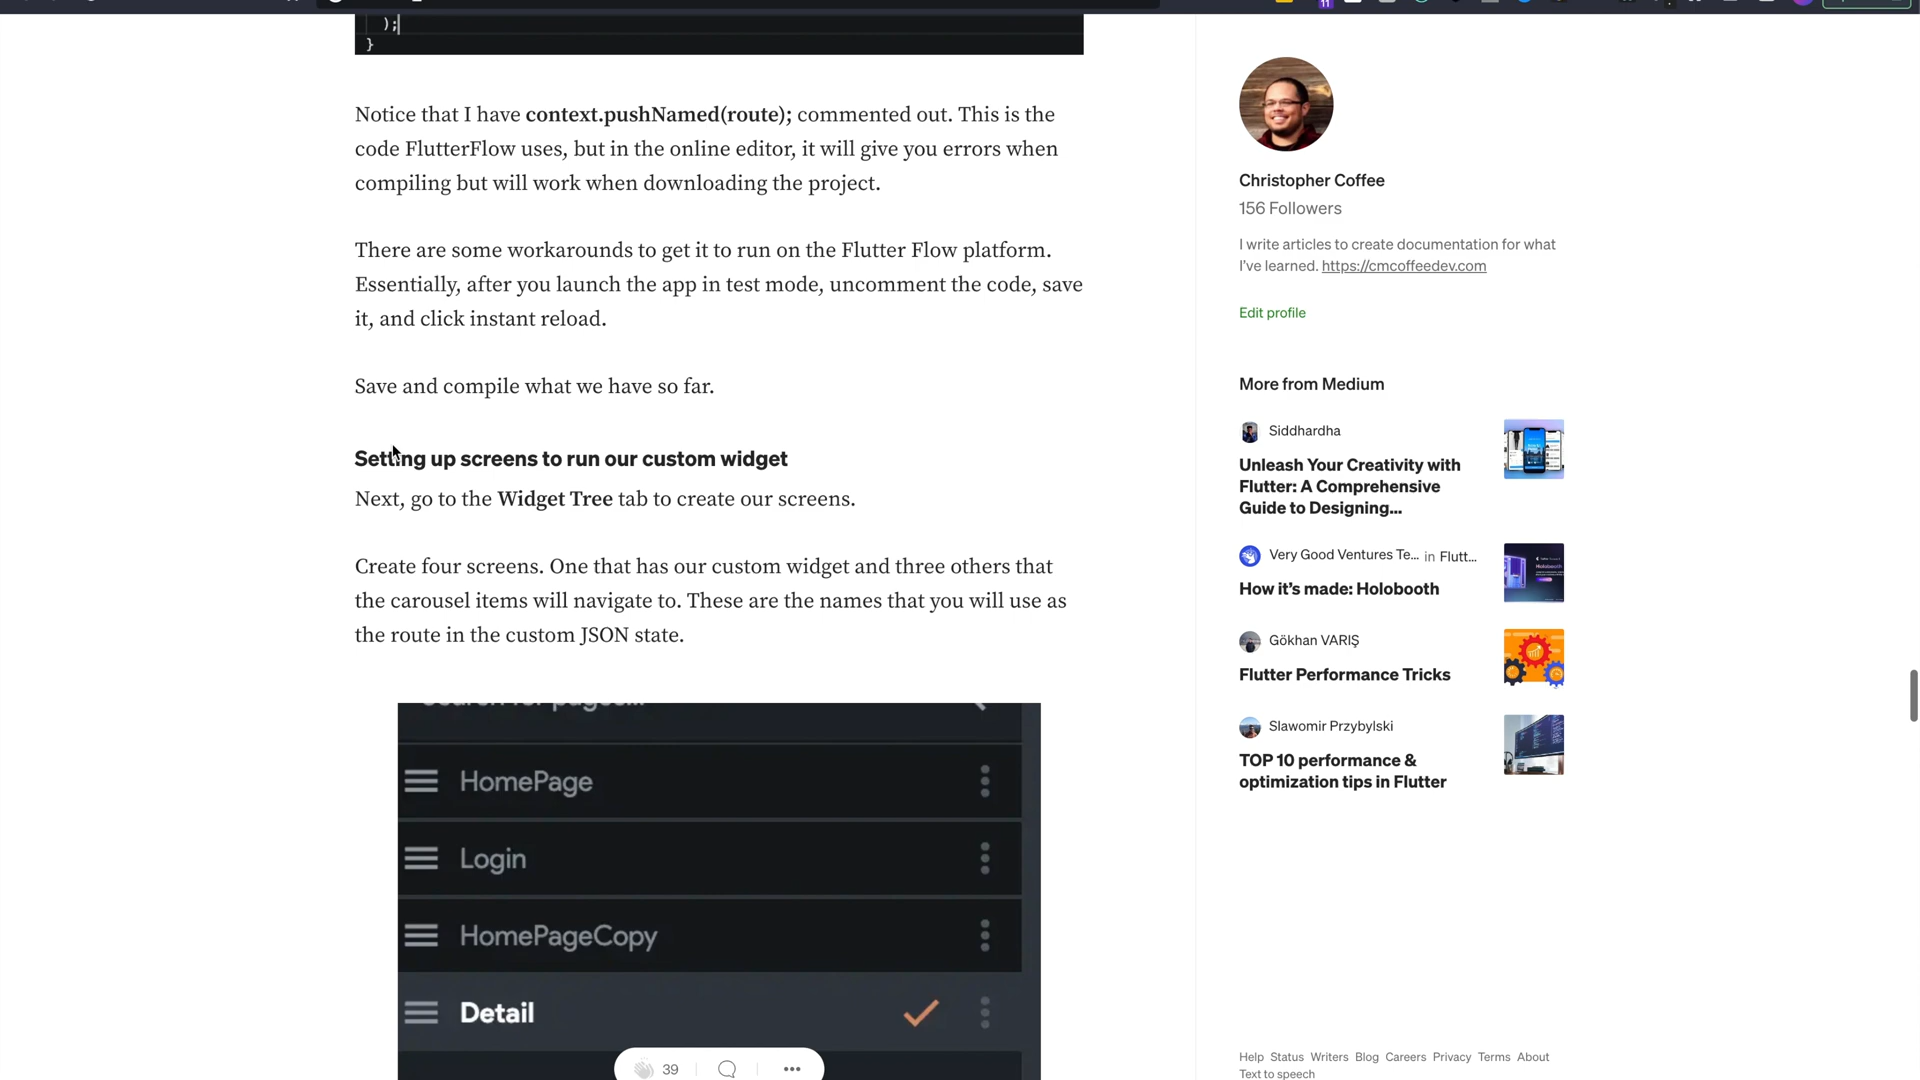 );
}
Notice that I have context.pushNamed(route); commented out. This is the
code FlutterFlow uses, but in the online editor, it will give you errors when
compiling but will work when downloading the project.
There are some workarounds to get it to run on the Flutter Flow platform.
Essentially, after you launch the app in test mode, uncomment the code, save
it, and click instant reload.
Save and compile what we have so far.
Setting up screens to run our custom widget
Next, go to the Widget Tree tab to create our screens.
Create four screens. One that has our custom widget and three others that
the carousel items will navigate to. These are the names that you will use as
the route in the custom JSON state.
HomePage
Login
HomePageCopy
Detail
39
11
Christopher Coffee
156 Followers
I write articles to create documentation for what
I've learned. https://cmcoffeedev.com
Edit profile
More from Medium
Siddhardha
Unleash Your Creativity with
Flutter: A Comprehensive
Guide to Designing...
Very Good Ventures Te... in Flutt...
How it's made: Holobooth
Gökhan VARIŞ
Flutter Performance Tricks
Slawomir Przybylski
TOP 10 performance &
optimization tips in Flutter
Help Status Writers Blog Careers Privacy Terms About
Text to speech